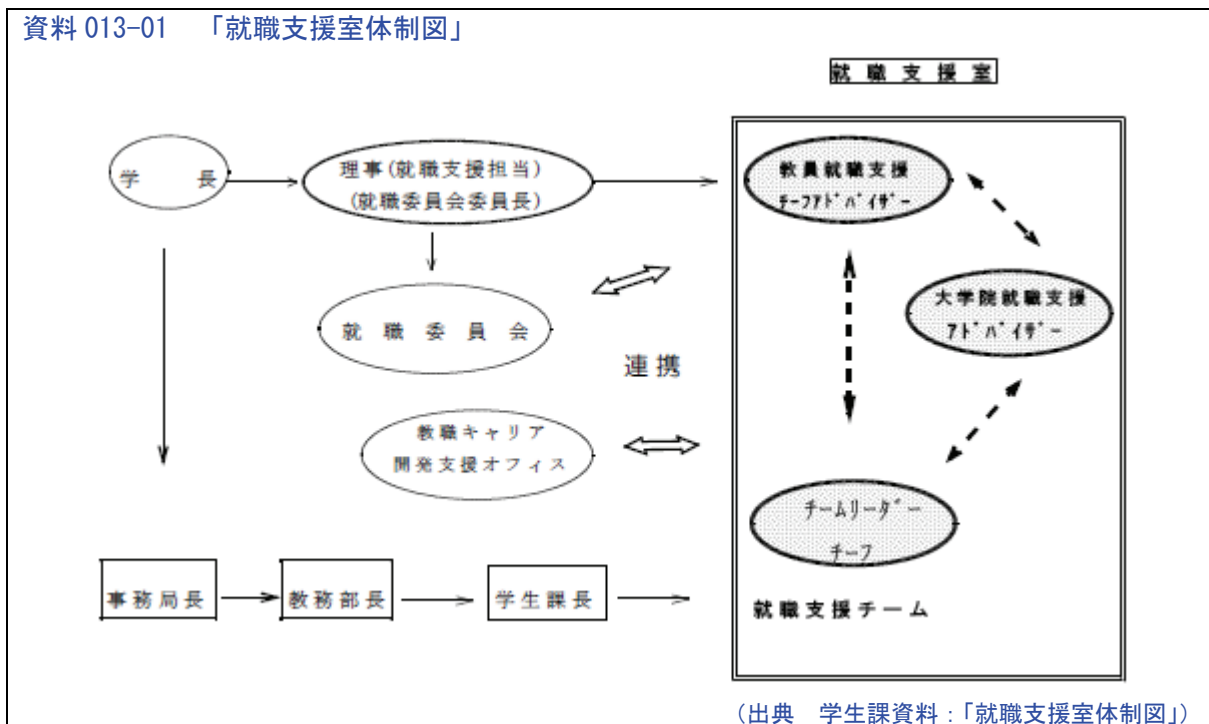 資料 013-01 「就職支援室体制図」
就職支援室
学 長
理事(就職支援担当)
(就職委員会委員長)
教員就職支援
チーフアドバイザー
大学院就職支援
アドバイザー
就 職 委 員 会
連携
教職キャリア
開発支援オフィス
チームリーダー
チーフ
事務局長
教務部長
学生課長
就職支援チーム
(出典 学生課資料:「就職支援室体制図」)